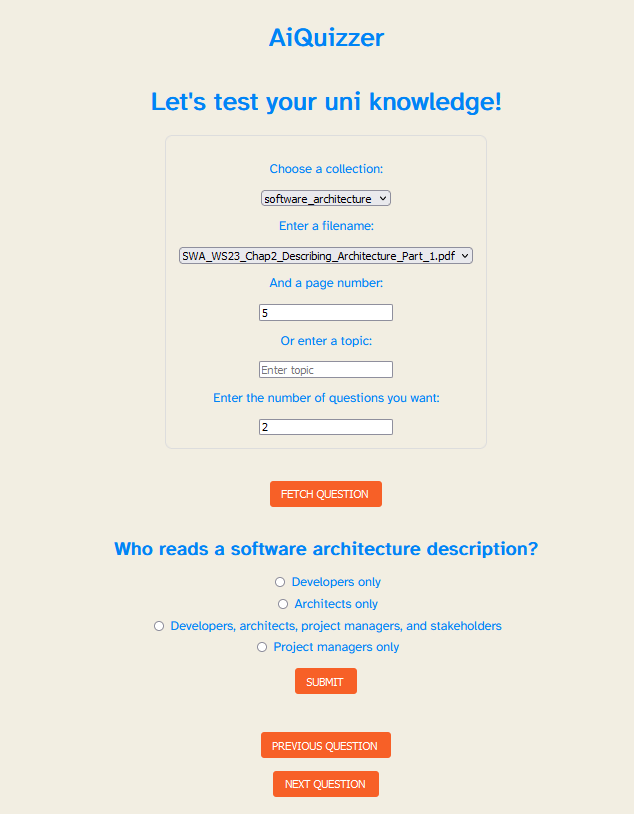 AiQuizzer
Let's test your uni knowledge!
Choose a collection:
software_architecture
Enter a filename:
SWA_WS23_Chap2_Describing_Architecture_Part_1.pdf
And a page number:
5
Or enter a topic:
Enter topic
Enter the number of questions you want:
2
FETCH QUESTION
Who reads a software architecture description?
Developers only
Architects only
Developers, architects, project managers, and stakeholders
Project managers only
SUBMIT
PREVIOUS QUESTION
NEXT QUESTION